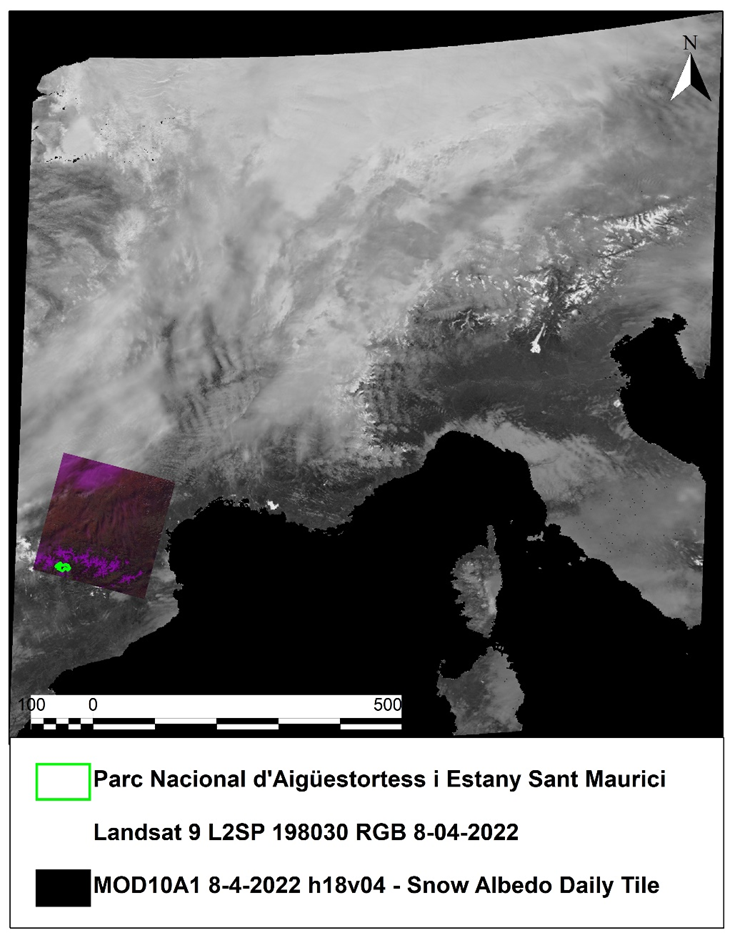 N
100 0 500
Parc Nacional d'Aigüestortess i Estany Sant Maurici
Landsat 9 L2SP 198030 RGB 8-04-2022
MOD10A1 8-4-2022 h18v04 - Snow Albedo Daily Tile